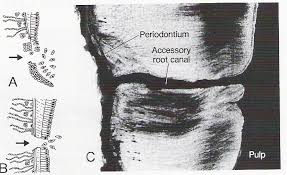 Periodontium
Accessory
root canal
A
B
C
Pulp